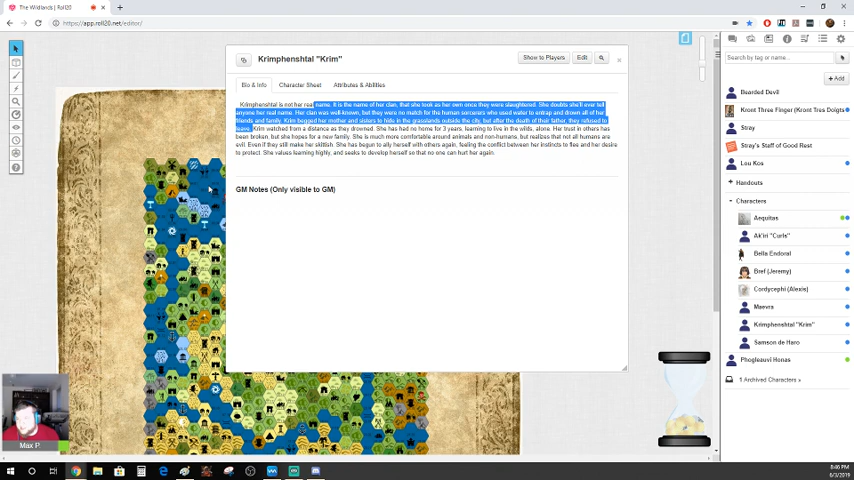 The Wildlands | Roll20
https://app.roll20.net/editor/
Krimphenshtal "Krim"
Show to Players
Edit
Bio & Info
Character Sheet
Attributes & Abilities
Krimphenshtal is not her real name. It is the name of her clan, that she took as her own once they were slaughtered. She doubts she'll ever tell
anyone her real name. Her clan was well-known, but they were no match for the human sorcerers who used water to entrap and drown all of her
friends and family. Krim begged her mother and sisters to hide in the grasslands outside the city, but after the death of their father, they refused to
leave. Krim watched from a distance as they drowned. She has had no home for 3 years, learning to live in the wilds, alone. Her trust in others has
been broken, but she hopes for a new family. She is much more comfortable around animals and non-humans, but realizes that not all humans are
evil. Even if they still make her skittish. She has begun to ally herself with others again, feeling the conflict between her instincts to flee and her desire
to protect. She values learning highly, and seeks to develop herself so that no one can hurt her again.
GM Notes (Only visible to GM)
Search by tag or name...
+ Add
Bearded Devil
Kront Three Finger (Kront Tres Doigts
Stray
Stray's Staff of Good Rest
Lou Kos
Handouts
Characters
Aequitas
Ak'iri "Curls"
Bella Endoral
Bref (Jeremy)
Cordycephi (Alexis)
Maevra
Krimphenshtal "Krim"
Samson de Haro
Phogleauvi Honas
1 Archived Characters »
Max P.
8:46 PM
6/3/2019